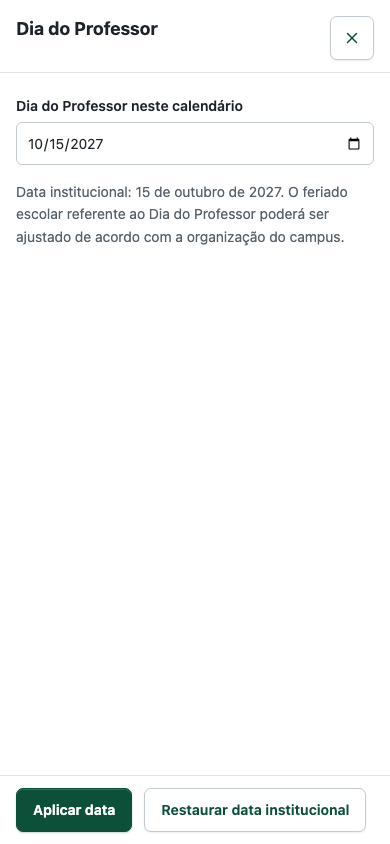 Dia do Professor
Dia do Professor neste calendário
10/15/2027
Data institucional: 15 de outubro de 2027. O feriado
escolar referente ao Dia do Professor poderá ser
ajustado de acordo com a organização do campus.
Aplicar data
Restaurar data institucional